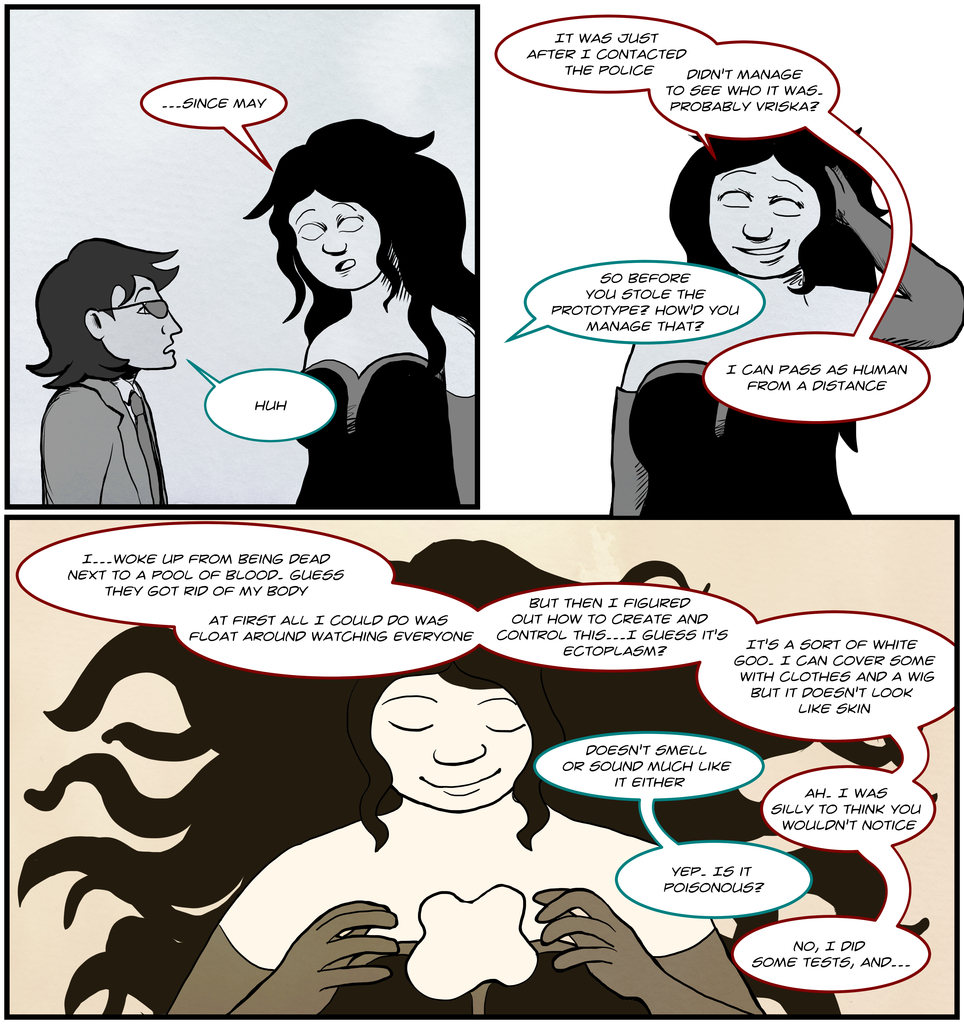 ---SINCE MAY
HUH
IT WAS JUST
AFTER I CONTACTED
THE POLICE
DIDN'T MANAGE
TO SEE WHO IT WAS.
PROBABLY VRISKA?
SO BEFORE
YOU STOLE THE
PROTOTYPE? HOW'D YOU
MANAGE THAT?
I CAN PASS AS HUMAN
FROM A DISTANCE
I---WOKE UP FROM BEING DEAD
NEXT TO A POOL OF BLOOD. GUESS
THEY GOT RID OF MY BODY
AT FIRST ALL I COULD DO WAS
FLOAT AROUND WATCHING EVERYONE
BUT THEN I FIGURED
OUT HOW TO CREATE AND
CONTROL THIS---I GUESS IT'S
ECTOPLASM?
IT'S A SORT OF WHITE
GOO. I CAN COVER SOME
WITH CLOTHES AND A WIG
BUT IT DOESN'T LOOK
LIKE SKIN
DOESN'T SMELL
OR SOUND MUCH LIKE
IT EITHER
AH. I WAS
SILLY TO THINK YOU
WOULDN'T NOTICE
YEP. IS IT
POISONOUS?
NO, I DID
SOME TESTS, AND---